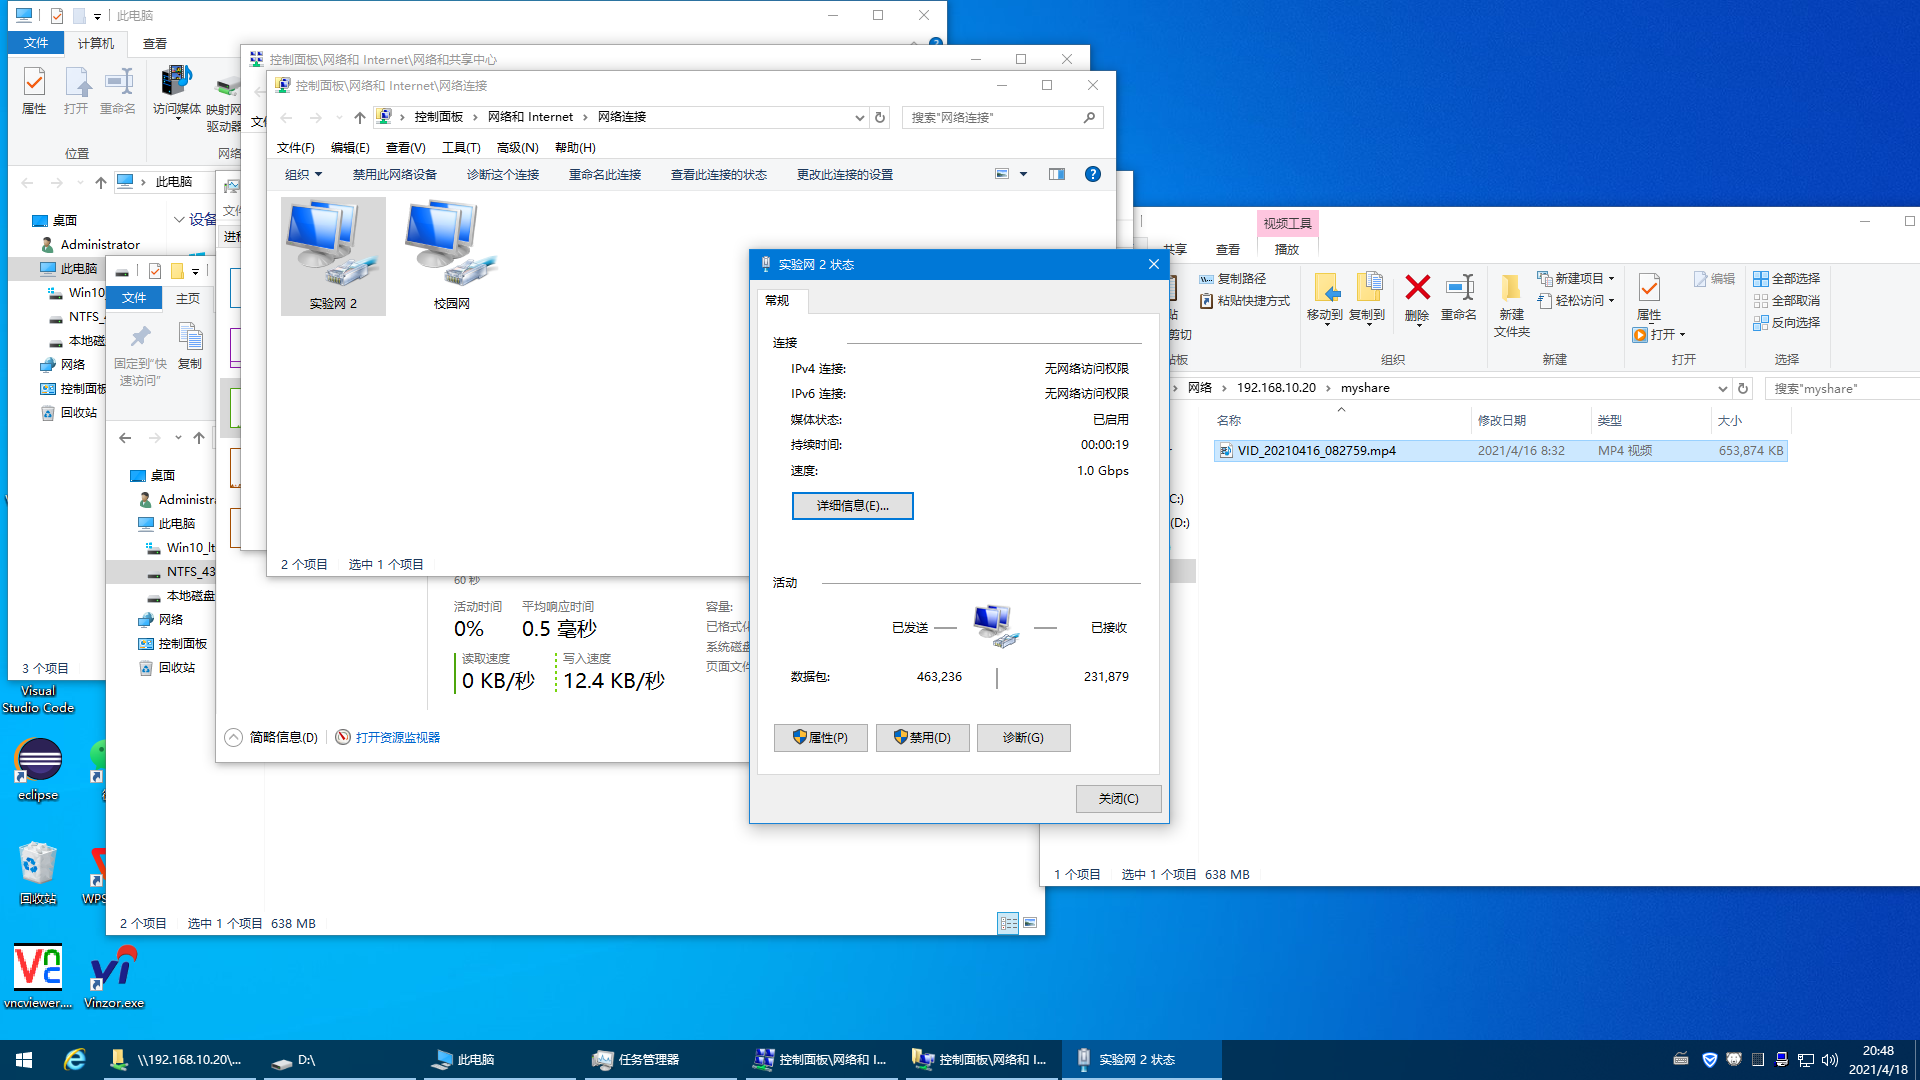 此电脑
文件
计算机
查看
属性
打开
重命名
访问媒体
映射网
驱动器
位置
网络
此电脑
桌面
Administrator
此电脑
Win10_
NTFS_4
本地磁盘
网络
控制面板
回收站
设备
3 个项目
控制面板\网络和 Internet\网络和共享中心
控制面板\网络和 Internet\网络连接
控制面板
网络和 Internet
网络连接
搜索"网络连接"
文件(F)
编辑(E)
查看(V)
工具(T)
高级(N)
帮助(H)
组织
禁用此网络设备
诊断这个连接
重命名此连接
查看此连接的状态
更改此连接的设置
实验网 2
校园网
2 个项目
选中 1 个项目
文件
主页
固定到"快
速访问"
复制
桌面
Administra
此电脑
Win10_lt
NTFS_43
本地磁盘
网络
控制面板
回收站
2 个项目
选中 1 个项目
638 MB
60 秒
活动时间
平均响应时间
0%
0.5 毫秒
读取速度
写入速度
0 KB/秒
12.4 KB/秒
容量:
已格式化
系统磁盘
页面文件
简略信息(D)
打开资源监视器
实验网 2 状态
常规
连接
IPv4 连接:
无网络访问权限
IPv6 连接:
无网络访问权限
媒体状态:
已启用
持续时间:
00:00:19
速度:
1.0 Gbps
详细信息(E)...
活动
已发送
已接收
数据包:
463,236
231,879
属性(P)
禁用(D)
诊断(G)
关闭(C)
视频工具
共享
查看
播放
复制路径
粘贴快捷方式
剪切
移动到
复制到
删除
重命名
组织
新建
文件夹
新建项目
轻松访问
新建
属性
打开
编辑
打开
全部选择
全部取消
反向选择
选择
网络
192.168.10.20
myshare
搜索"myshare"
名称
修改日期
类型
大小
VID_20210416_082759.mp4
2021/4/16 8:32
MP4 视频
653,874 KB
C:)
(D:)
1 个项目
选中 1 个项目
638 MB
Visual
Studio Code
eclipse
回收站
WPS
vncviewer....
Vinzor.exe
\\192.168.10.20\...
D:\
此电脑
任务管理器
控制面板\网络和 I...
控制面板\网络和 I...
实验网 2 状态
20:48
2021/4/18